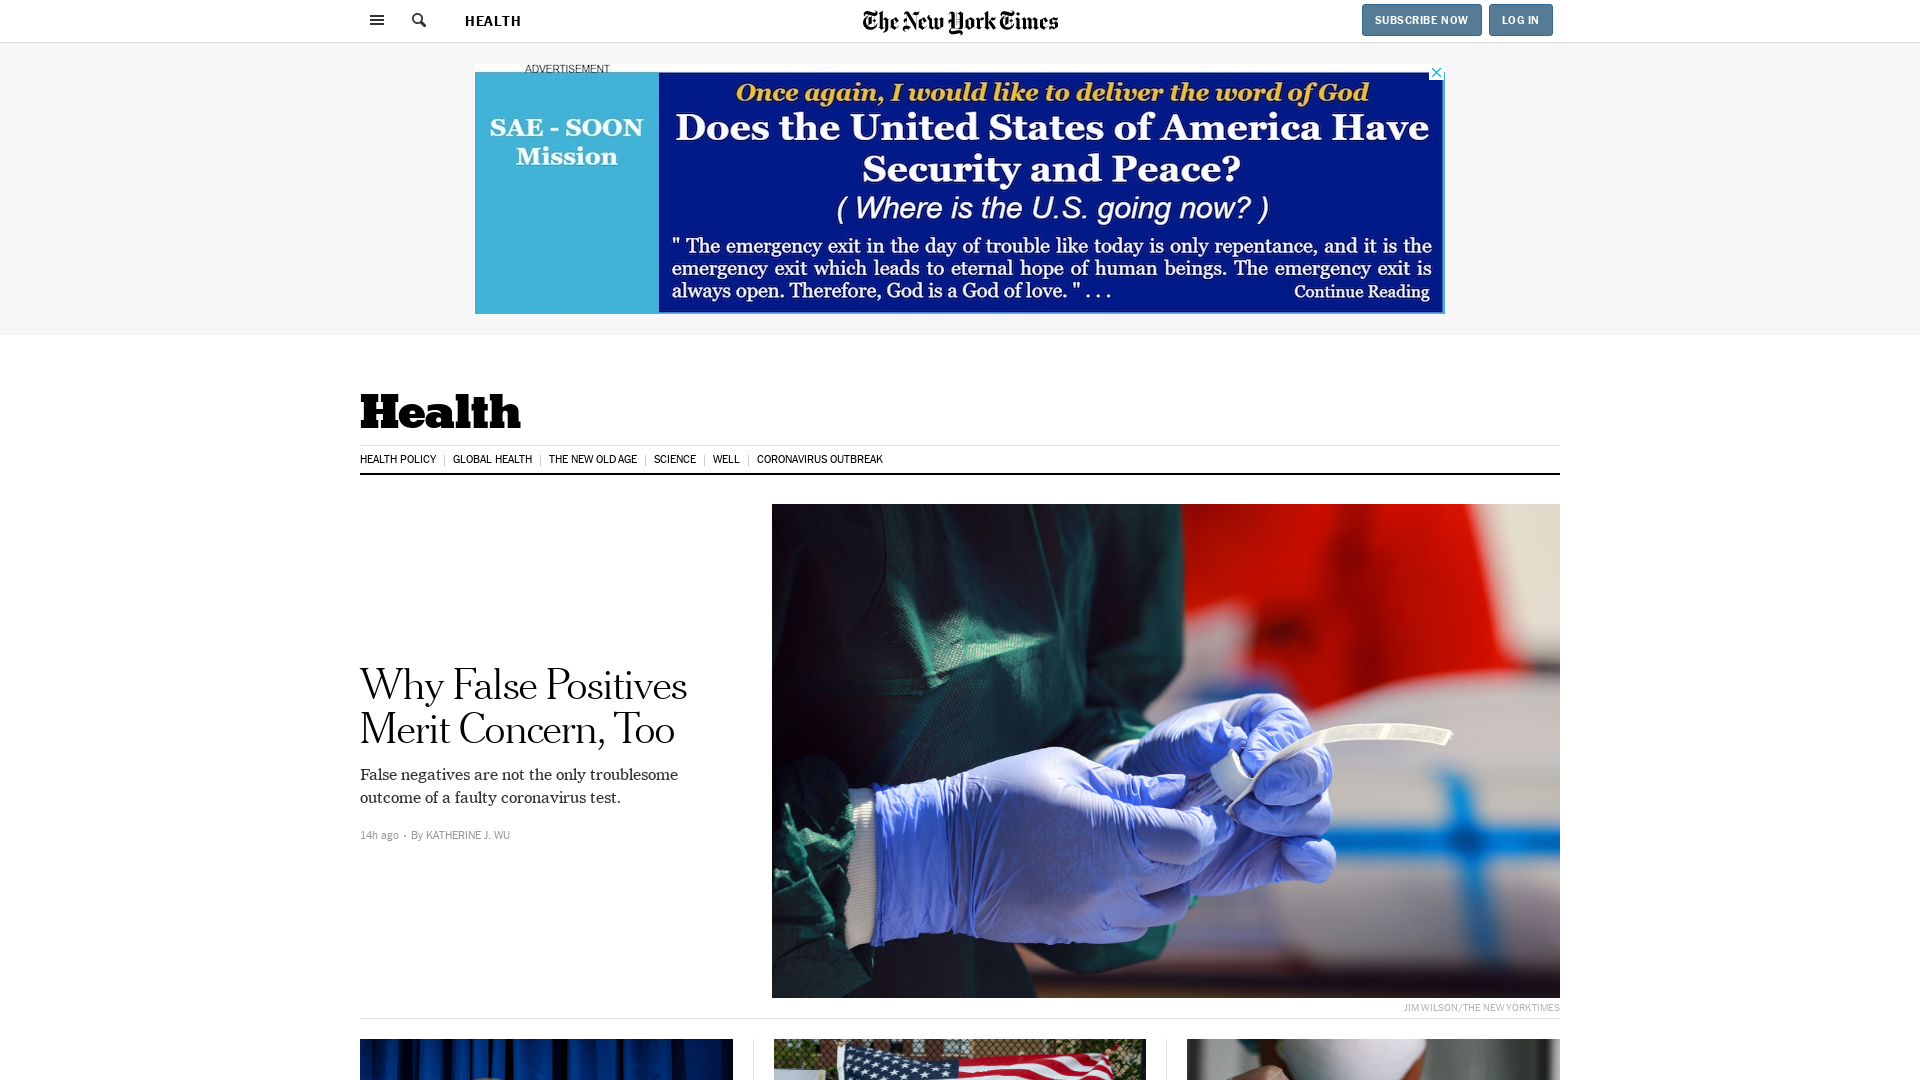 HEALTH
The New York Times
SUBSCRIBE NOW
LOG IN
ADVERTISEMENT
SAE - SOON
Mission
Once again, I would like to deliver the word of God
Does the United States of America Have
Security and Peace?
( Where is the U.S. going now? )
" The emergency exit in the day of trouble like today is only repentance, and it is the
emergency exit which leads to eternal hope of human beings. The emergency exit is
always open. Therefore, God is a God of love. " . . .
Continue Reading
Health
HEALTH POLICY
GLOBAL HEALTH
THE NEW OLD AGE
SCIENCE
WELL
CORONAVIRUS OUTBREAK
Why False Positives
Merit Concern, Too
False negatives are not the only troublesome
outcome of a faulty coronavirus test.
14h ago · By KATHERINE J. WU
JIM WILSON/THE NEW YORK TIMES